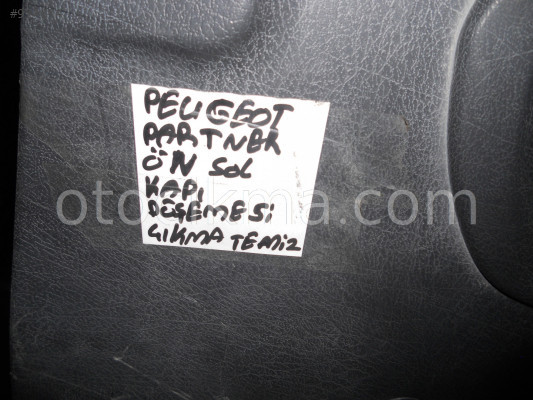 PEUGEOT
PARTNER
ÖN SOL
KAPI
DÖŞEMESİ
ÇIKMA TEMİZ
otocikma.com